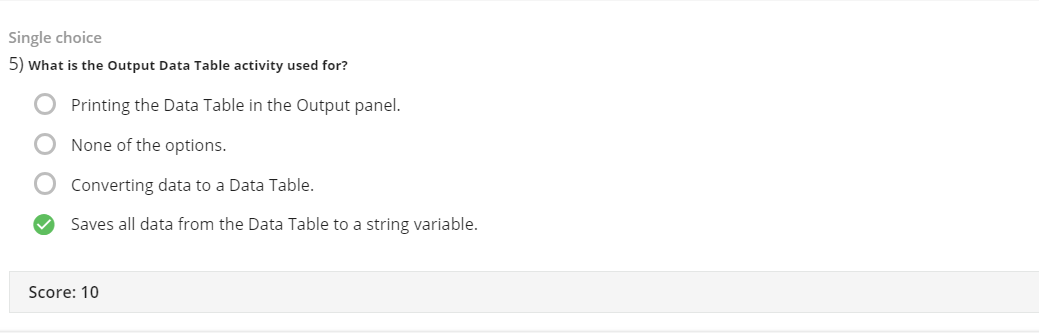 Single choice
5) What is the Output Data Table activity used for?
Printing the Data Table in the Output panel.
None of the options.
Converting data to a Data Table.
Saves all data from the Data Table to a string variable.
Score: 10